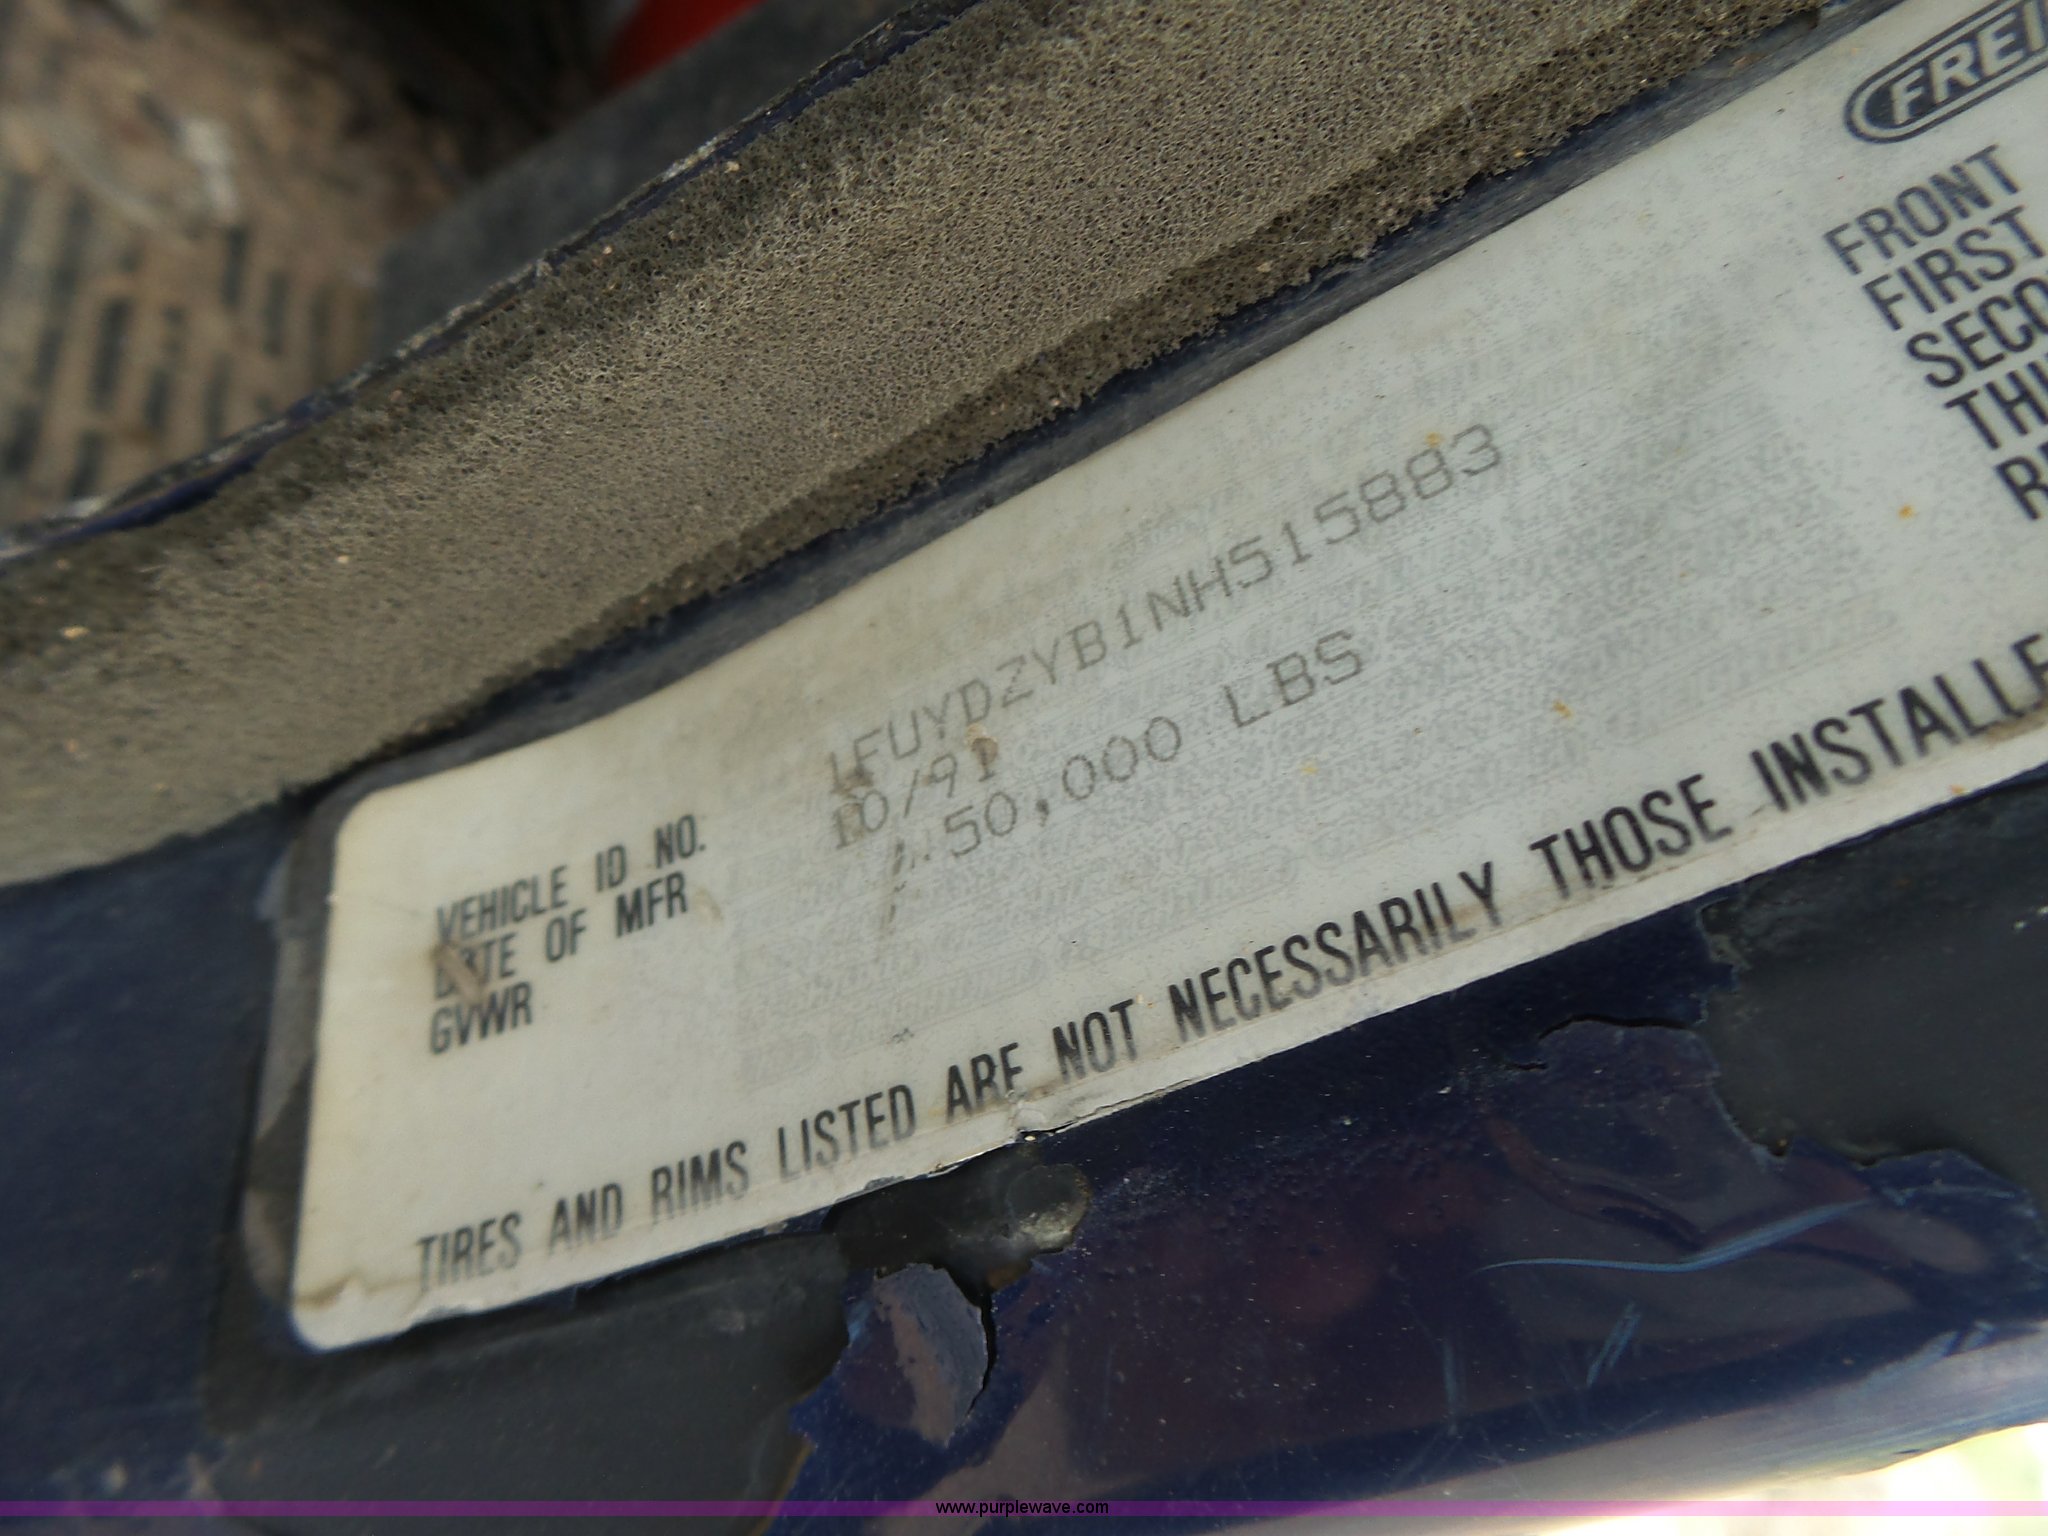 VEHICLE ID NO. 1FUYDZYB1NH515883
DATE OF MFR 10/91
GVWR 50,000 LBS
TIRES AND RIMS LISTED ARE NOT NECESSARILY THOSE INSTALLE
FREI
FRONT
FIRST
SECO
THI
R
www.purplewave.com